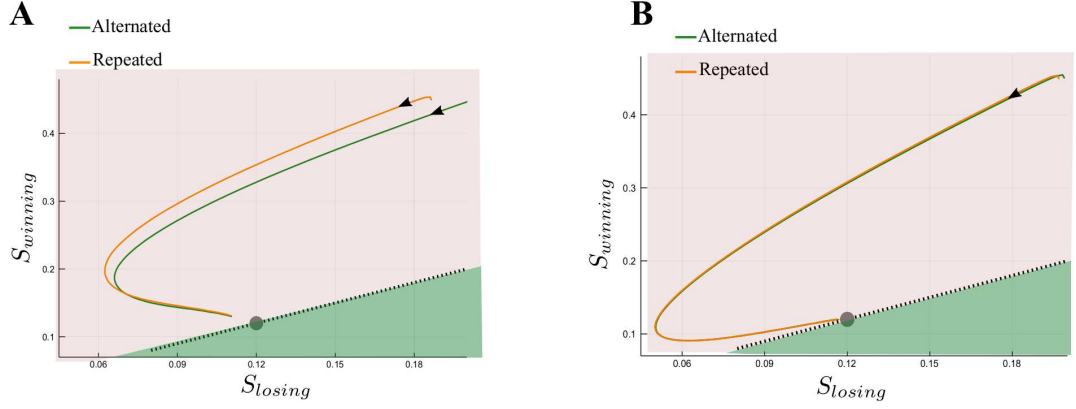 A
Alternated
Repeated
0.4
0.3
0.2
0.1
S_winning
0.06
0.09
0.12
0.15
0.18
S_losing
B
Alternated
Repeated
0.4
0.3
0.2
0.1
S_winning
0.06
0.09
0.12
0.15
0.18
S_losing